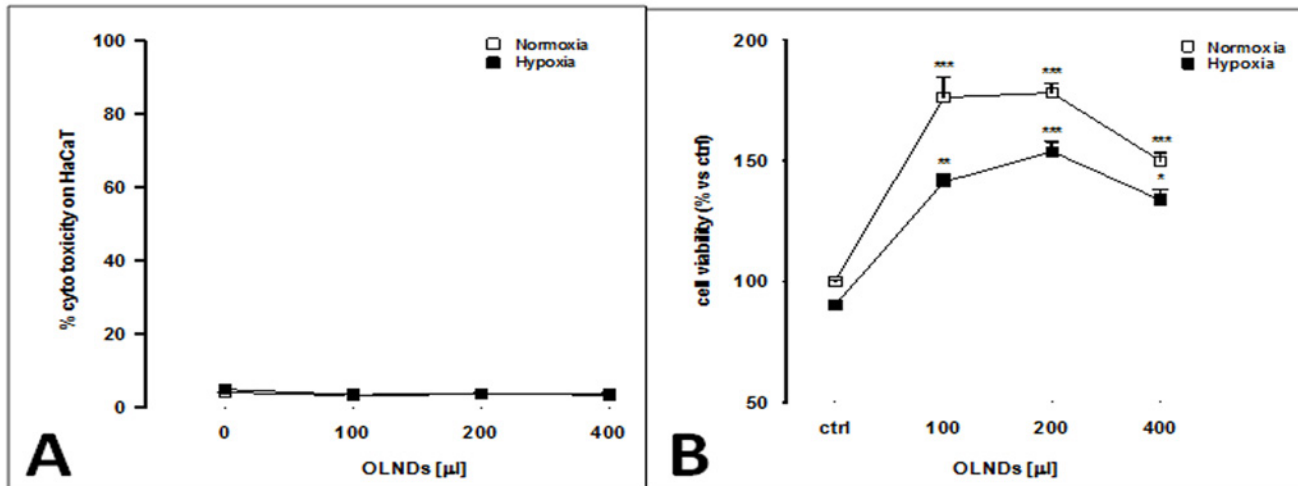 100
80
60
40
20
0
% cyto toxicity on HaCaT
Normoxia
Hypoxia
0 100 200 400
OLNDs [µl]
A
200
150
100
50
cell viability (% vs ctrl)
Normoxia
Hypoxia
*** *** ***
** *** *
ctrl 100 200 400
OLNDs [µl]
B